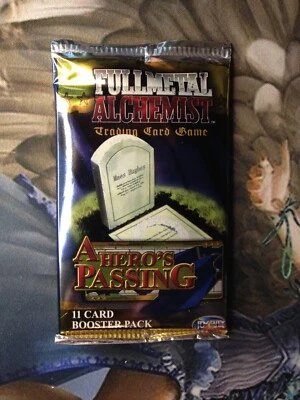 FULLMETAL
ALCHEMIST
Trading Card Game
Maes Hughes
A HERO'S
PASSING
11 CARD
BOOSTER PACK